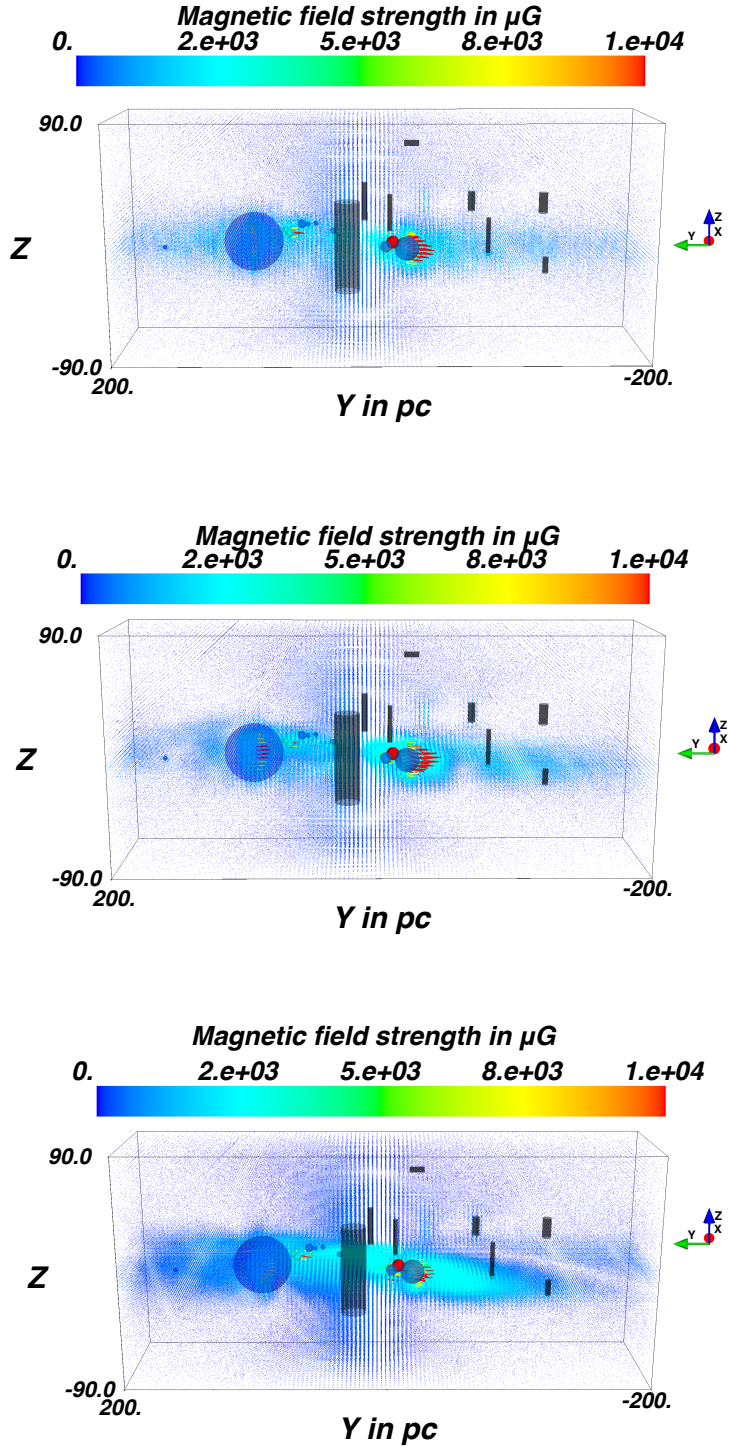 Magnetic field strength in μG
0. 2.e+03 5.e+03 8.e+03 1.e+04
90.0
Z
Z
Y X
-90.0
200. -200.
Y in pc
Magnetic field strength in μG
0. 2.e+03 5.e+03 8.e+03 1.e+04
90.0
Z
Z
Y X
-90.0
200. -200.
Y in pc
Magnetic field strength in μG
0. 2.e+03 5.e+03 8.e+03 1.e+04
90.0
Z
Y X
Z
-90.0
200. -200.
Y in pc